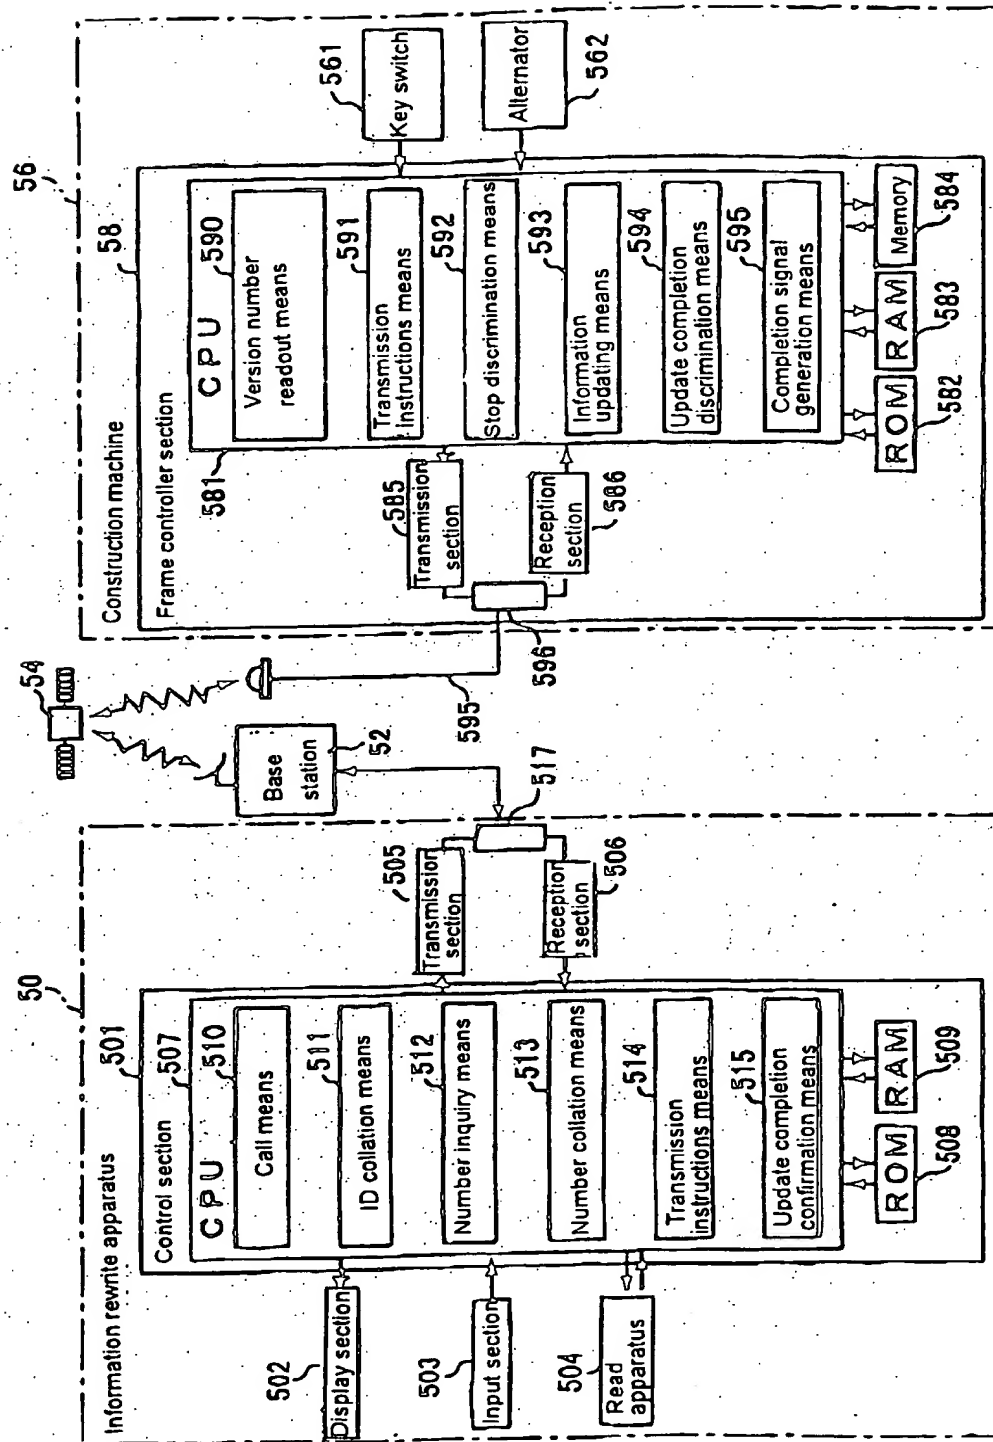 50
Information rewrite apparatus
501
Control section
507
CPU
510
Call means
511
ID collation means
512
Number inquiry means
513
Number collation means
514
Transmission
instructions means
515
Update completion
confirmation means
502
Display section
503
Input section
504
Read
apparatus
505
Transmission
section
506
Reception
section
517
508
ROM
509
RAM
54
Base
station
52
595
596
56
Construction machine
58
Frame controller section
581
CPU
590
Version number
readout means
591
Transmission
instructions means
592
Stop discrimination means
593
Information
updating means
594
Update completion
discrimination means
595
Completion signal
generation means
585
Transmission
section
586
Reception
section
561
Key switch
562
Alternator
582
ROM
583
RAM
584
Memory